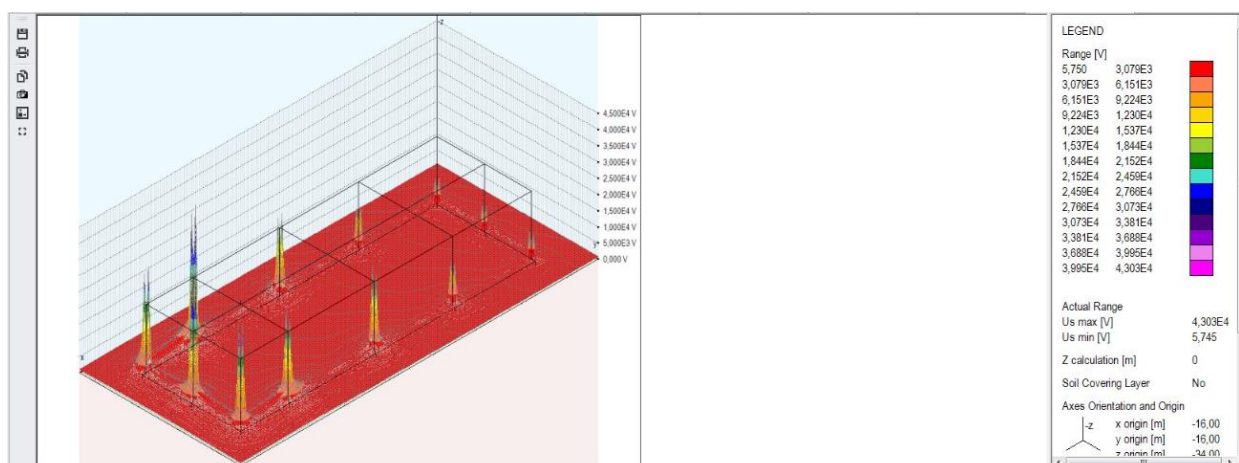 -z
4,500E4 V
4,000E4 V
3,500E4 V
3,000E4 V
2,500E4 V
2,000E4 V
1,500E4 V
1,000E4 V
5,000E3 V
0,000 V
x
LEGEND
Range [V]
5,750 3,079E3
3,079E3 6,151E3
6,151E3 9,224E3
9,224E3 1,230E4
1,230E4 1,537E4
1,537E4 1,844E4
1,844E4 2,152E4
2,152E4 2,459E4
2,459E4 2,766E4
2,766E4 3,073E4
3,073E4 3,381E4
3,381E4 3,688E4
3,688E4 3,995E4
3,995E4 4,303E4
Actual Range
Us max [V] 4,303E4
Us min [V] 5,745
Z calculation [m] 0
Soil Covering Layer No
Axes Orientation and Origin
-z
x origin [m] -16,00
y origin [m] -16,00
z origin [m] -34,00